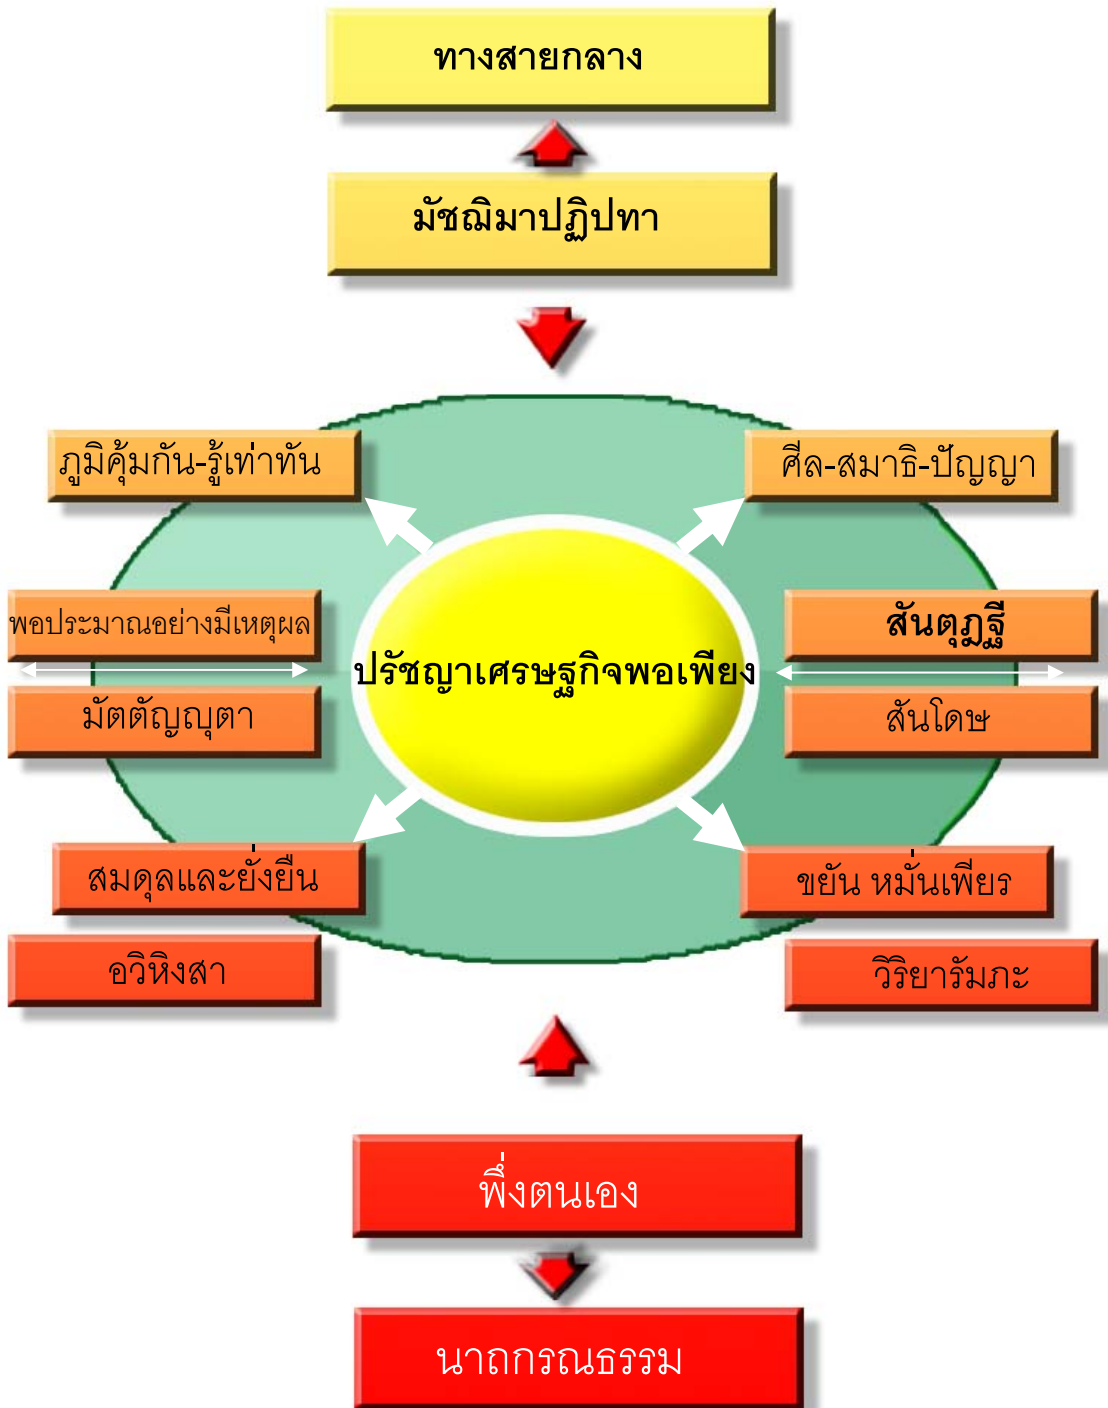 ทางสายกลาง
มัชฌิมาปฏิปทา
ภูมิคุ้มกัน-รู้เท่าทัน
ศีล-สมาธิ-ปัญญา
พอประมาณอย่างมีเหตุผล
สันตุฏฐี
ปรัชญาเศรษฐกิจพอเพียง
มัตตัญญุตา
สันโดษ
สมดุลและยั่งยืน
ขยัน หมั่นเพียร
อวิหิงสา
วิริยารัมภะ
พึ่งตนเอง
นาถกรณธรรม